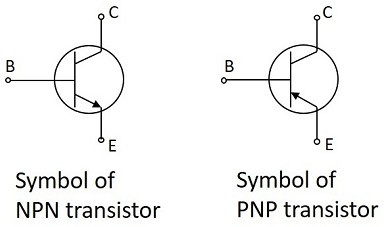 C C
B B
E E
Symbol of Symbol of
NPN transistor PNP transistor